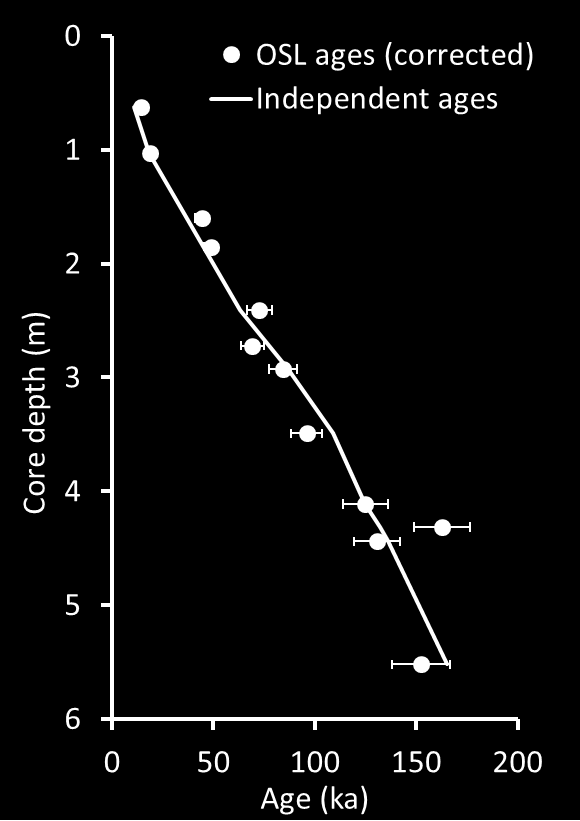 0
OSL ages (corrected)
Independent ages
1
2
3
4
5
6
Core depth (m)
0 50 100 150 200
Age (ka)